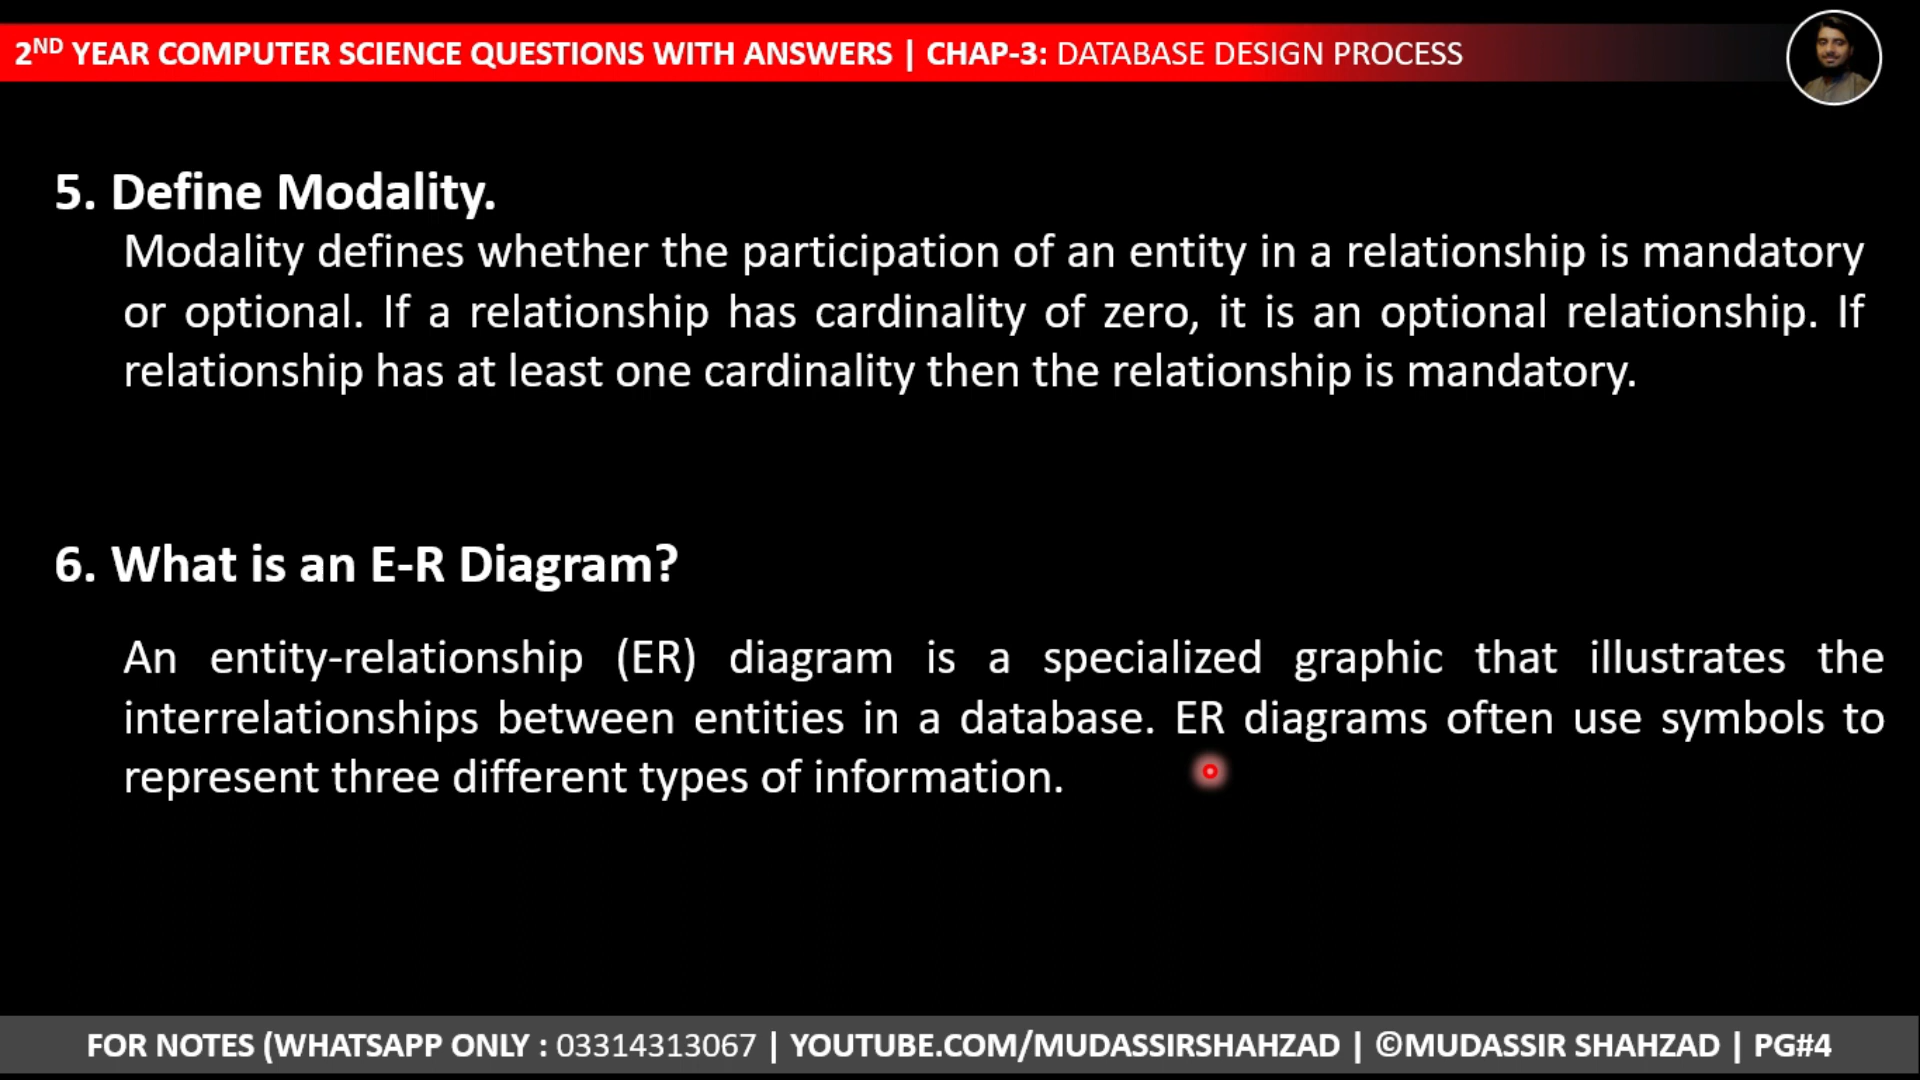 2ND YEAR COMPUTER SCIENCE QUESTIONS WITH ANSWERS | CHAP-3: DATABASE DESIGN PROCESS
5. Define Modality.
Modality defines whether the participation of an entity in a relationship is mandatory
or optional. If a relationship has cardinality of zero, it is an optional relationship. If
relationship has at least one cardinality then the relationship is mandatory.
6. What is an E-R Diagram?
An entity-relationship (ER) diagram is a specialized graphic that illustrates the
interrelationships between entities in a database. ER diagrams often use symbols to
represent three different types of information.
FOR NOTES (WHATSAPP ONLY : 03314313067 | YOUTUBE.COM/MUDASSIRSHAHZAD | ©MUDASSIR SHAHZAD | PG#4